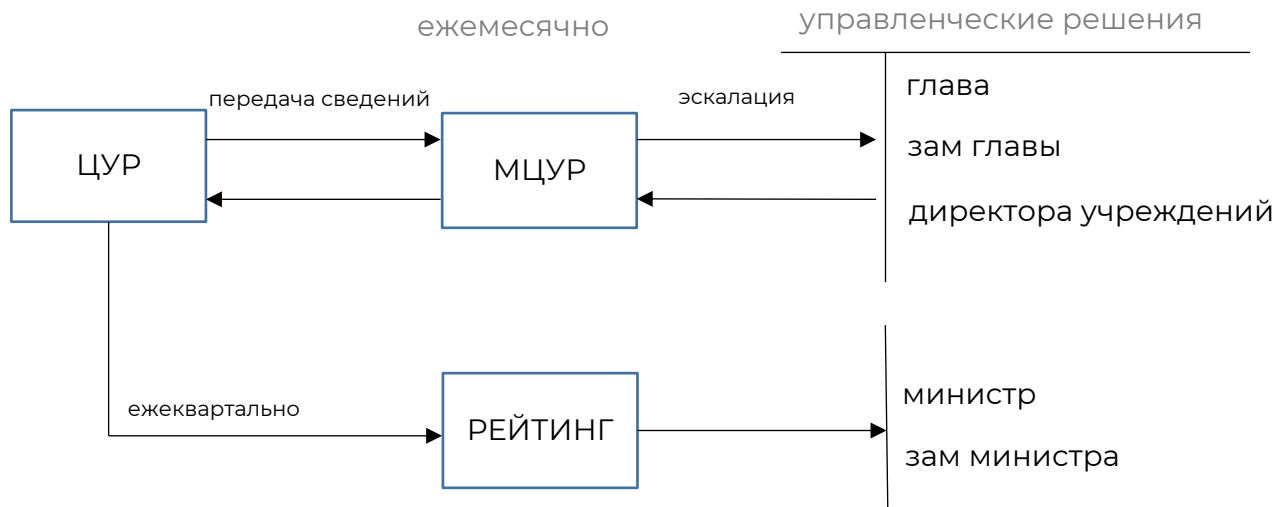 ежемесячно
управленческие решения
передача сведений
эскалация
глава
ЦУР
МЦУР
зам главы
директора учреждений
ежеквартально
РЕЙТИНГ
министр
зам министра